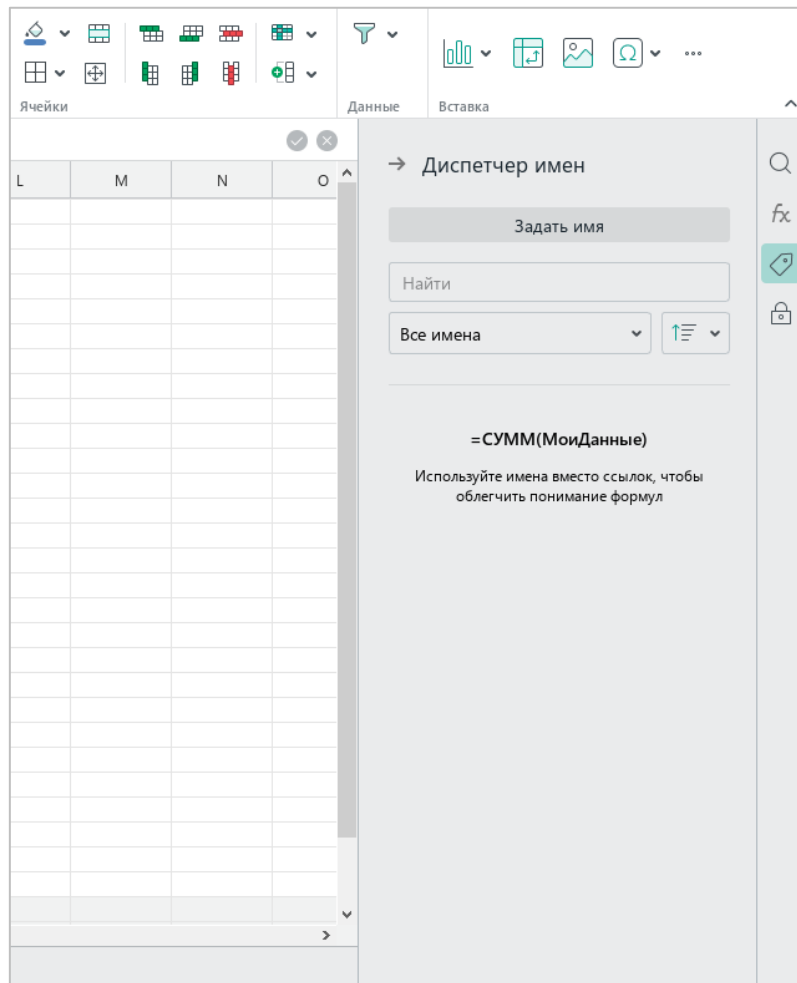 Ячейки
Данные
Вставка
L M N O
Диспетчер имен
fx
Задать имя
Найти
Все имена
=СУММ(МоиДанные)
Используйте имена вместо ссылок, чтобы
облегчить понимание формул